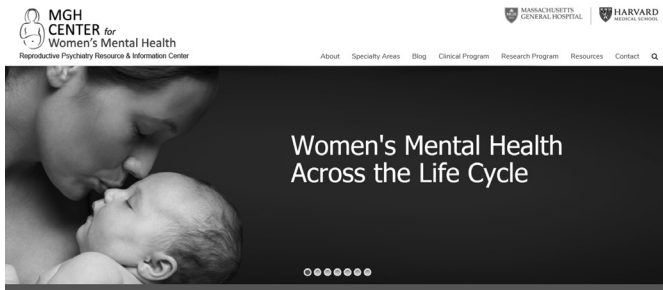 MGH
CENTER for
Women's Mental Health
Reproductive Psychiatry Resource & Information Center
MASSACHUSETTS
GENERAL HOSPITAL
HARVARD
MEDICAL SCHOOL
About Specialty Areas Blog Clinical Program Research Program Resources Contact
Women's Mental Health
Across the Life Cycle